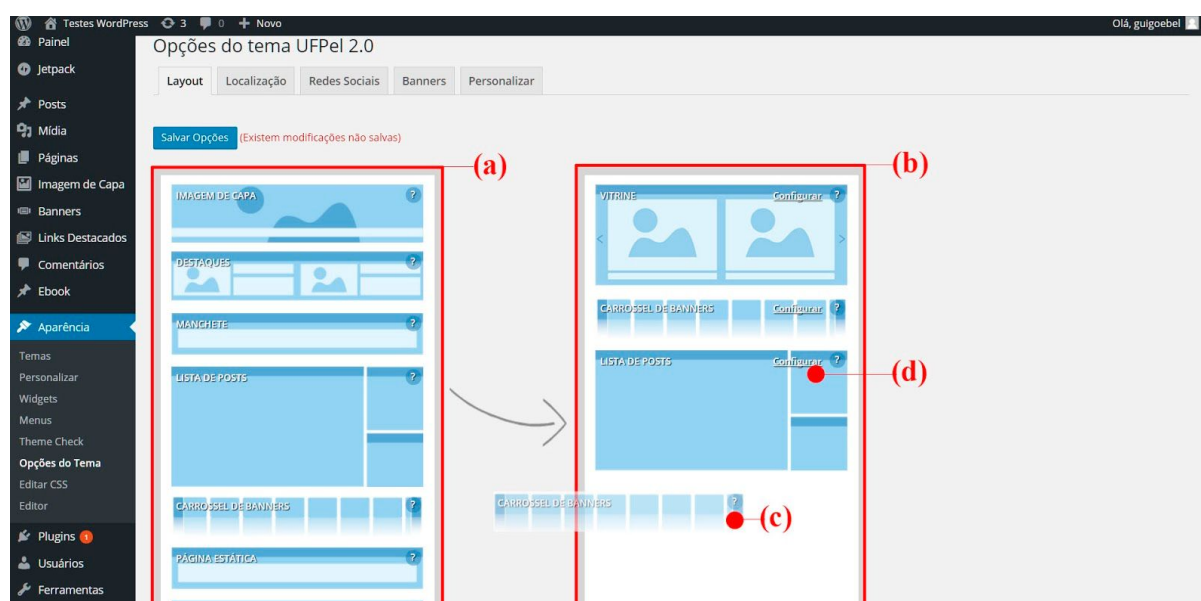 Testes WordPress 3 0 + Novo Olá, guigoebel
Painel
Jetpack
Posts
Mídia
Páginas
Imagem de Capa
Banners
Links Destacados
Comentários
Ebook
Aparência
Temas
Personalizar
Widgets
Menus
Theme Check
Opções do Tema
Editar CSS
Editor
Plugins 1
Usuários
Ferramentas
Opções do tema UFPel 2.0
Layout Localização Redes Sociais Banners Personalizar
Salvar Opções (Existem modificações não salvas)
(a)
IMAGEM DE CAPA ?
DESTAQUES ?
MANCHETE ?
LISTA DE POSTS ?
CARROSSEL DE BANNERS ?
PÁGINA ESTÁTICA ?
(b)
VITRINE Configurar ?
CARROSSEL DE BANNERS Configurar ?
LISTA DE POSTS Configurar ?
(d)
CARROSSEL DE BANNERS ?
(c)